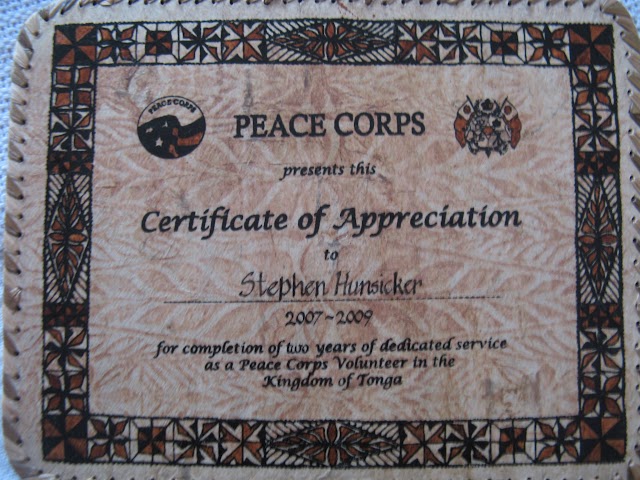 PEACE CORPS
PEACE CORPS
presents this
Certificate of Appreciation
to
Stephen Hunsicker
2007~2009
for completion of two years of dedicated service
as a Peace Corps Volunteer in the
Kingdom of Tonga